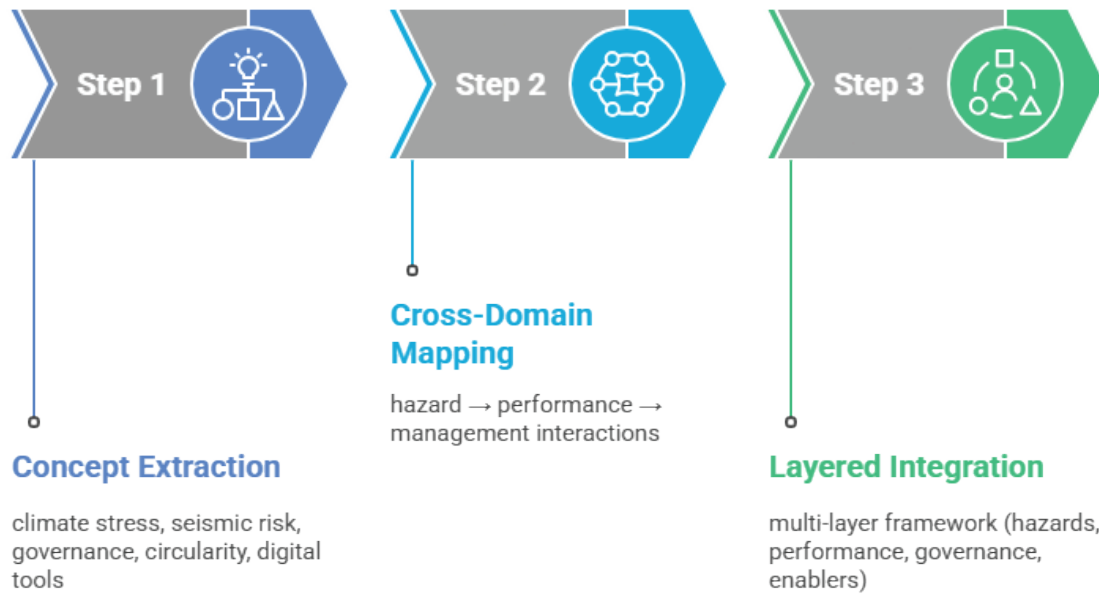 Step 1
Step 2
Step 3
Concept Extraction
climate stress, seismic risk,
governance, circularity, digital
tools
Cross-Domain
Mapping
hazard → performance →
management interactions
Layered Integration
multi-layer framework (hazards,
performance, governance,
enablers)